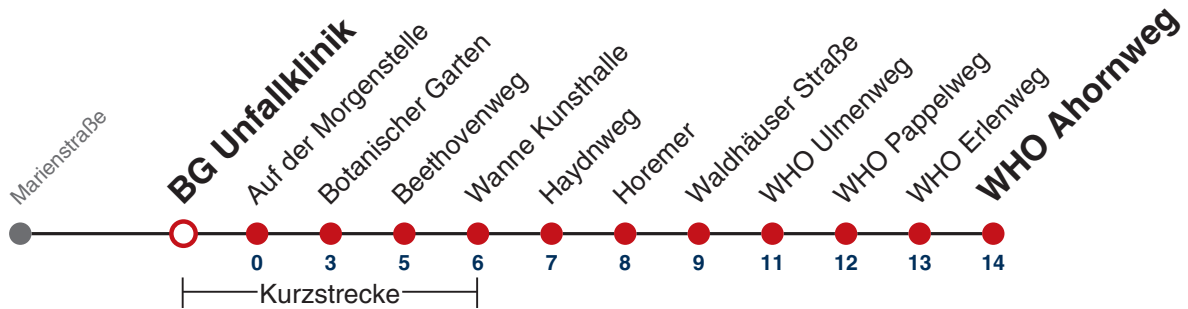 Marienstraße
BG Unfallklinik
Auf der Morgenstelle
Botanischer Garten
Beethovenweg
Wanne Kunsthalle
Haydnweg
Horemer
Waldhäuser Straße
WHO Ulmenweg
WHO Pappelweg
WHO Erlenweg
WHO Ahornweg
0 3 5 6 7 8 9 11 12 13 14
Kurzstrecke